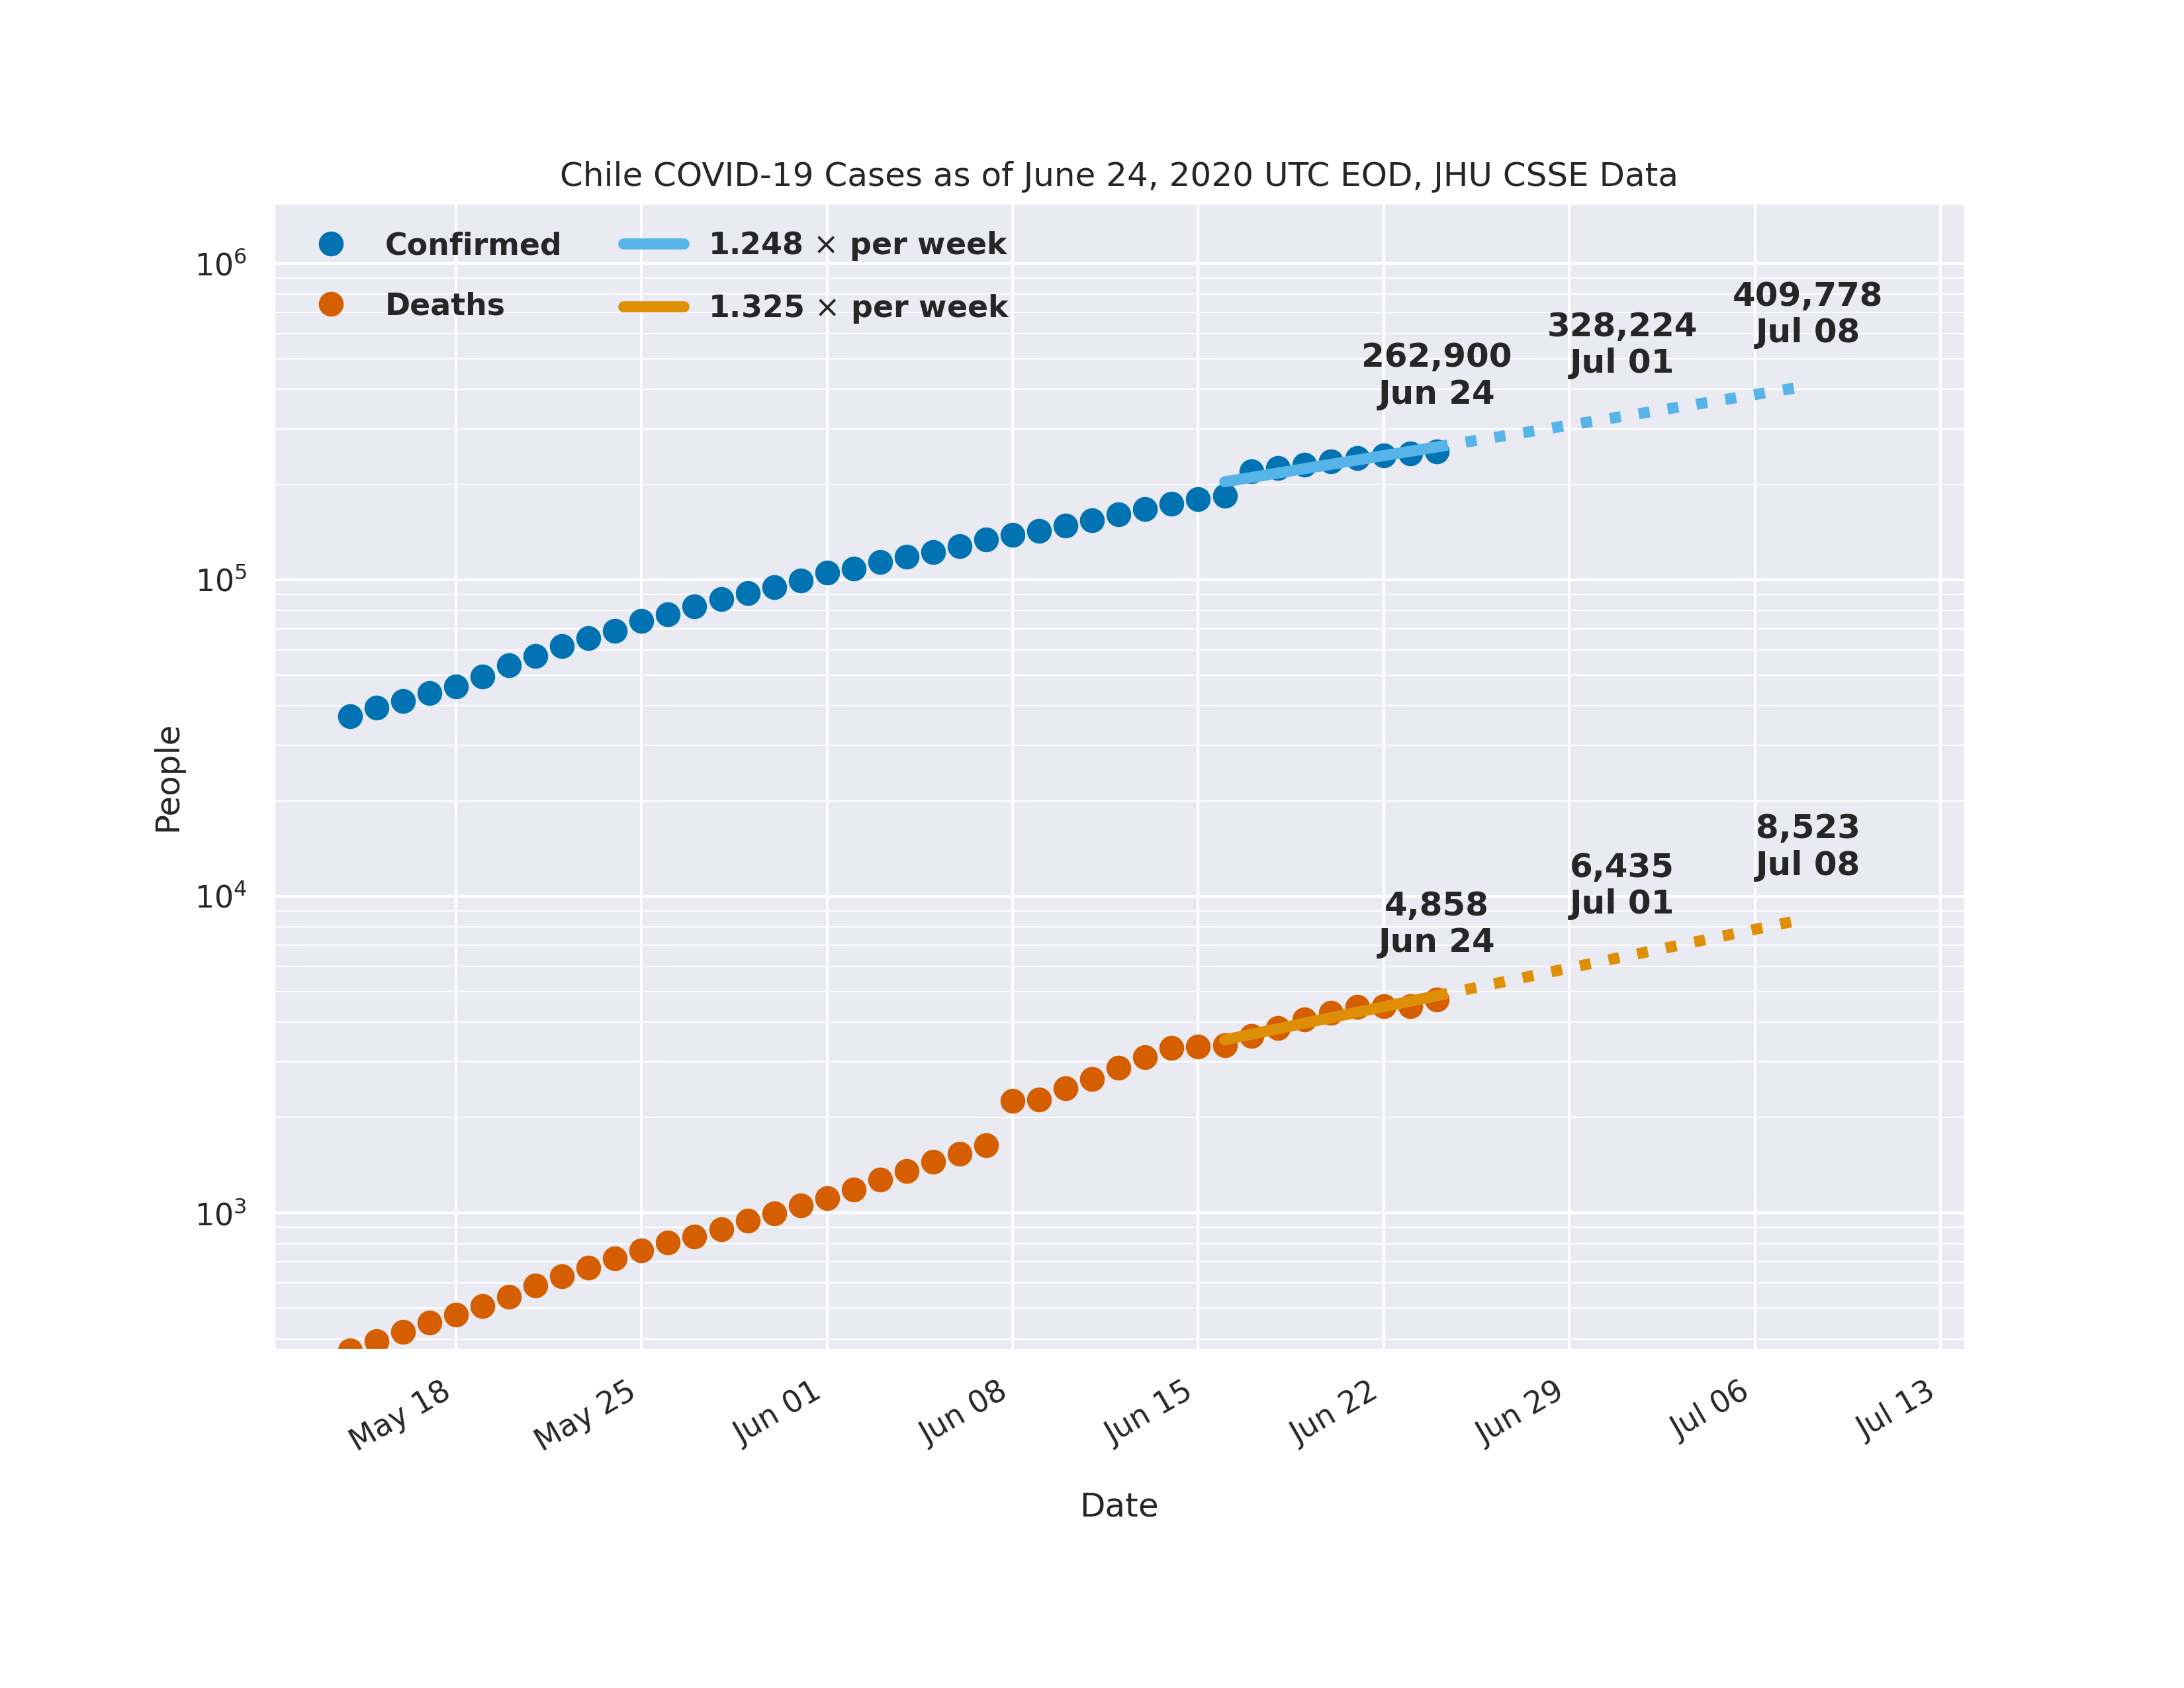 Chile COVID-19 Cases as of June 24, 2020 UTC EOD, JHU CSSE Data
Confirmed
Deaths
1.248 × per week
1.325 × per week
409,778
Jul 08
328,224
Jul 01
262,900
Jun 24
8,523
Jul 08
6,435
Jul 01
4,858
Jun 24
10⁶
10⁵
10⁴
10³
People
May 18
May 25
Jun 01
Jun 08
Jun 15
Jun 22
Jun 29
Jul 06
Jul 13
Date